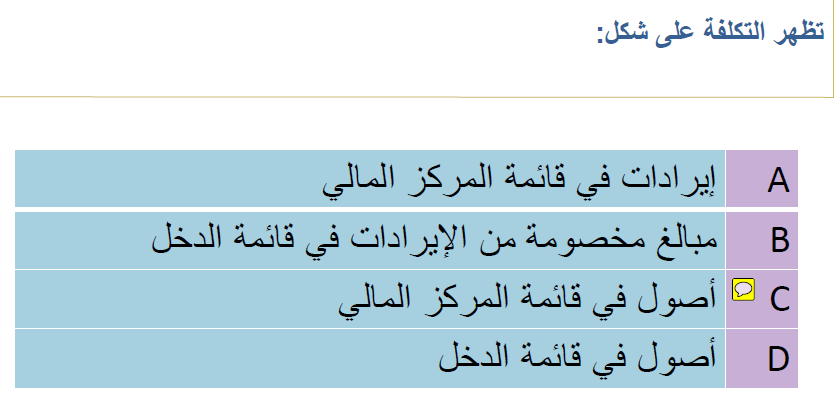 تظهر التكلفة على شكل:
A إيرادات في قائمة المركز المالي
B مبالغ مخصومة من الإيرادات في قائمة الدخل
C أصول في قائمة المركز المالي
D أصول في قائمة الدخل